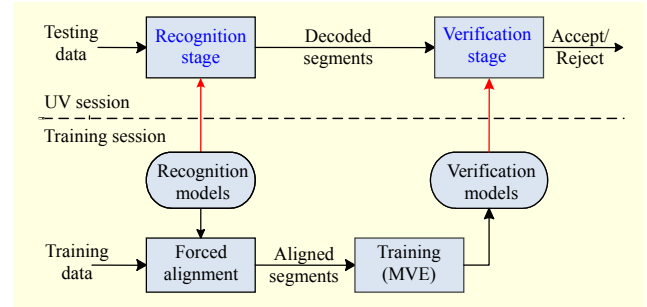 Testing
data
Recognition
stage
Decoded
segments
Verification
stage
Accept/
Reject
UV session
Training session
Recognition
models
Verification
models
Training
data
Forced
alignment
Aligned
segments
Training
(MVE)